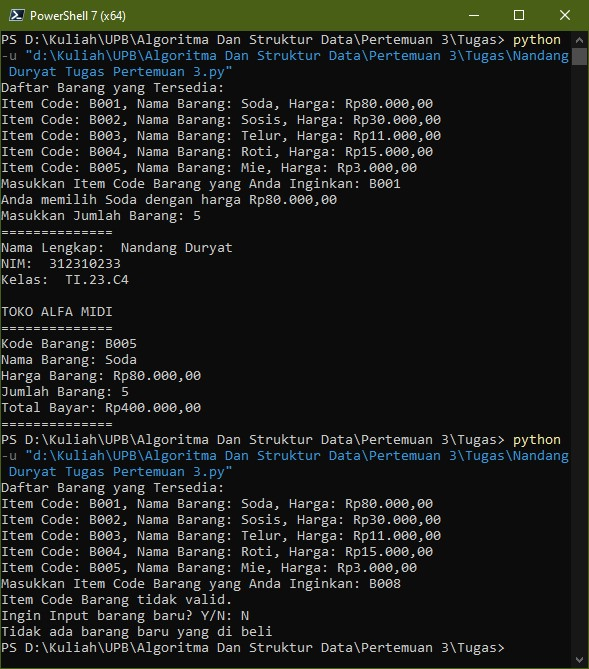 PowerShell 7 (x64)
PS D:\Kuliah\UPB\Algoritma Dan Struktur Data\Pertemuan 3\Tugas> python
-u "d:\Kuliah\UPB\Algoritma Dan Struktur Data\Pertemuan 3\Tugas\Nandang
Duryat Tugas Pertemuan 3.py"
Daftar Barang yang Tersedia:
Item Code: B001, Nama Barang: Soda, Harga: Rp80.000,00
Item Code: B002, Nama Barang: Sosis, Harga: Rp30.000,00
Item Code: B003, Nama Barang: Telur, Harga: Rp11.000,00
Item Code: B004, Nama Barang: Roti, Harga: Rp15.000,00
Item Code: B005, Nama Barang: Mie, Harga: Rp3.000,00
Masukkan Item Code Barang yang Anda Inginkan: B001
Anda memilih Soda dengan harga Rp80.000,00
Masukkan Jumlah Barang: 5
==============
Nama Lengkap:  Nandang Duryat
NIM:  312310233
Kelas:  TI.23.C4
TOKO ALFA MIDI
==============
Kode Barang: B005
Nama Barang: Soda
Harga Barang: Rp80.000,00
Jumlah Barang: 5
Total Bayar: Rp400.000,00
==============
PS D:\Kuliah\UPB\Algoritma Dan Struktur Data\Pertemuan 3\Tugas> python
-u "d:\Kuliah\UPB\Algoritma Dan Struktur Data\Pertemuan 3\Tugas\Nandang
Duryat Tugas Pertemuan 3.py"
Daftar Barang yang Tersedia:
Item Code: B001, Nama Barang: Soda, Harga: Rp80.000,00
Item Code: B002, Nama Barang: Sosis, Harga: Rp30.000,00
Item Code: B003, Nama Barang: Telur, Harga: Rp11.000,00
Item Code: B004, Nama Barang: Roti, Harga: Rp15.000,00
Item Code: B005, Nama Barang: Mie, Harga: Rp3.000,00
Masukkan Item Code Barang yang Anda Inginkan: B008
Item Code Barang tidak valid.
Ingin Input barang baru? Y/N: N
Tidak ada barang baru yang di beli
PS D:\Kuliah\UPB\Algoritma Dan Struktur Data\Pertemuan 3\Tugas>